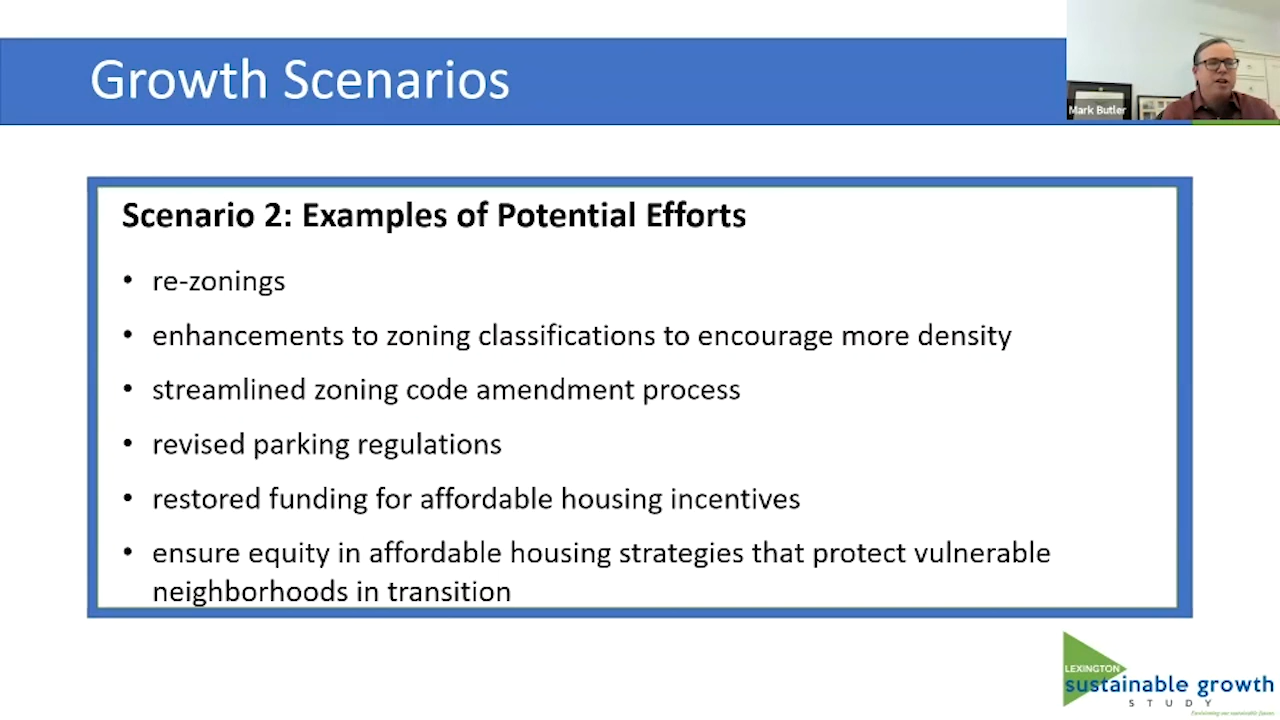 Growth Scenarios
Mark Butler
Scenario 2: Examples of Potential Efforts
• re-zonings
• enhancements to zoning classifications to encourage more density
• streamlined zoning code amendment process
• revised parking regulations
• restored funding for affordable housing incentives
• ensure equity in affordable housing strategies that protect vulnerable
neighborhoods in transition
LEXINGTON
sustainable growth
STUDY